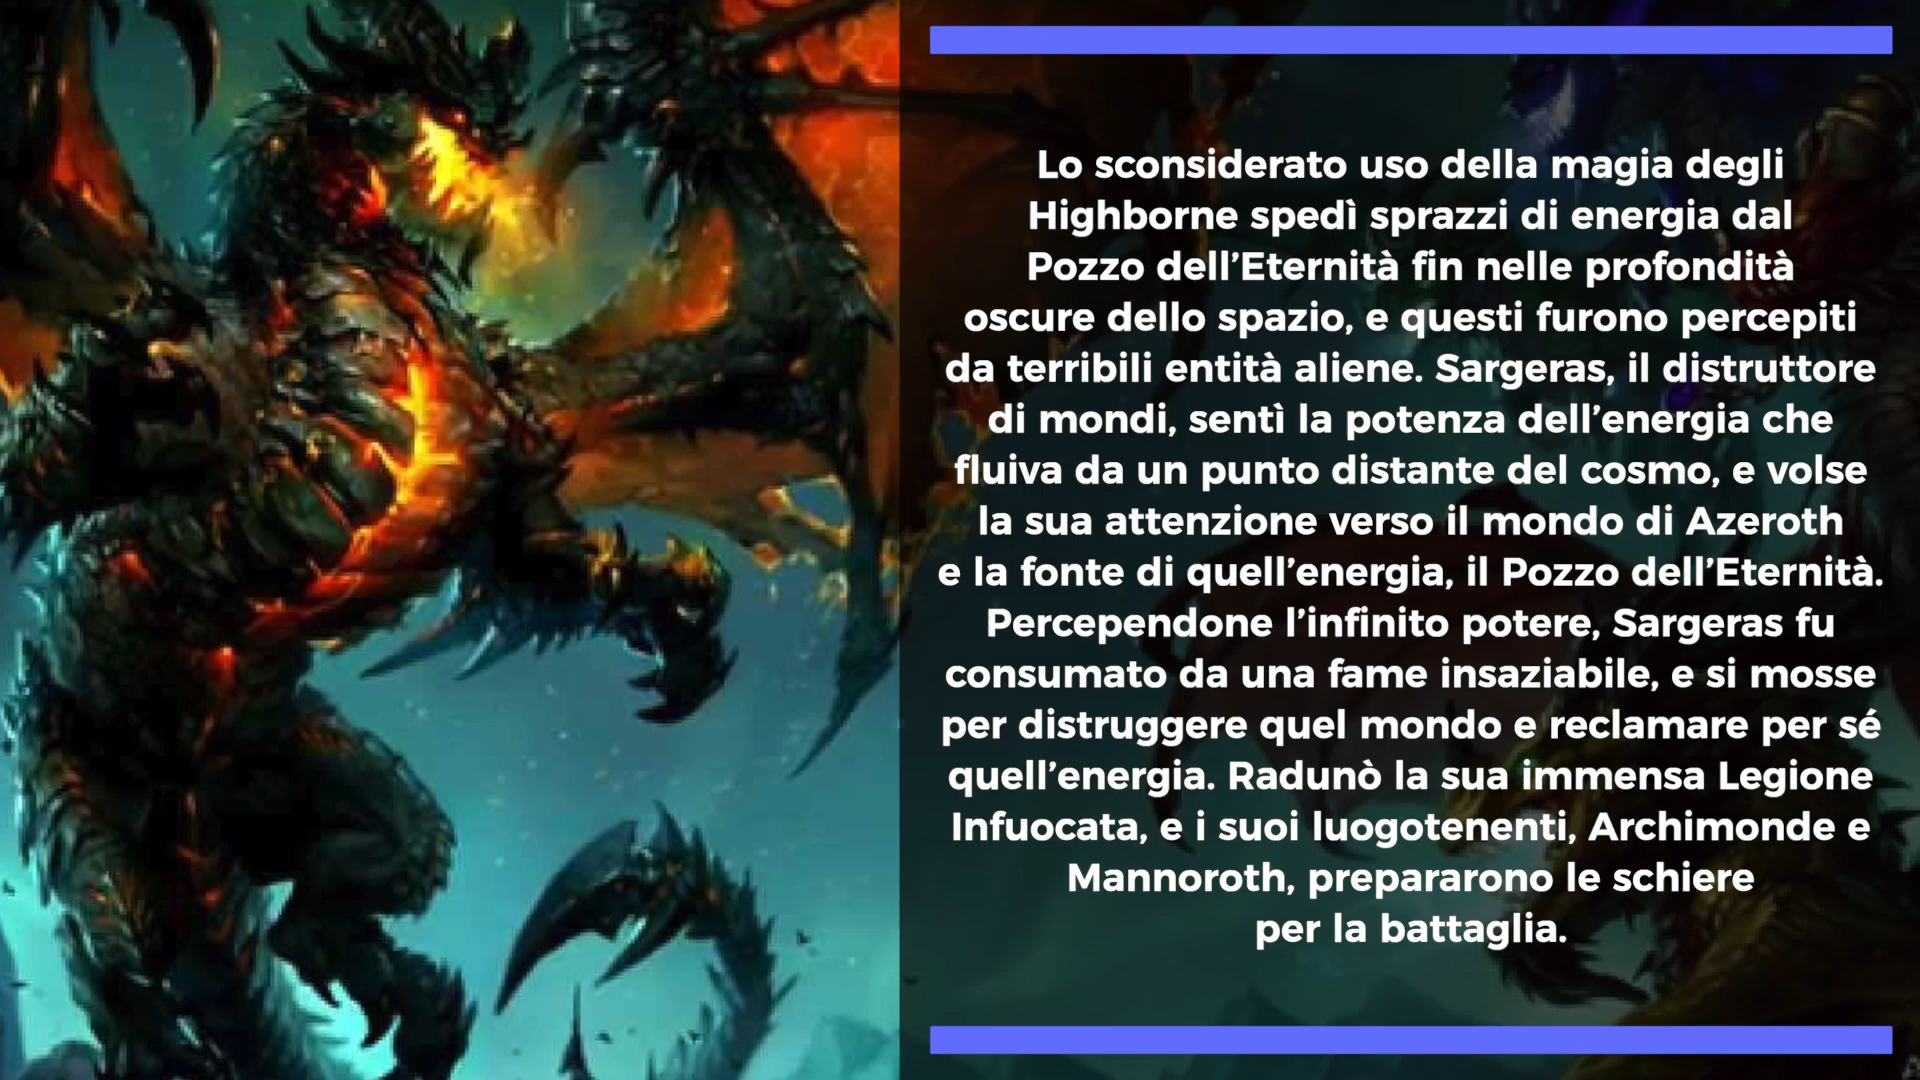 Lo sconsiderato uso della magia degli
Highborne spedì sprazzi di energia dal
Pozzo dell’Eternità fin nelle profondità
oscure dello spazio, e questi furono percepiti
da terribili entità aliene. Sargeras, il distruttore
di mondi, sentì la potenza dell’energia che
fluiva da un punto distante del cosmo, e volse
la sua attenzione verso il mondo di Azeroth
e la fonte di quell’energia, il Pozzo dell’Eternità.
Percependone l’infinito potere, Sargeras fu
consumato da una fame insaziabile, e si mosse
per distruggere quel mondo e reclamare per sé
quell’energia. Radunò la sua immensa Legione
Infuocata, e i suoi luogotenenti, Archimonde e
Mannoroth, prepararono le schiere
per la battaglia.